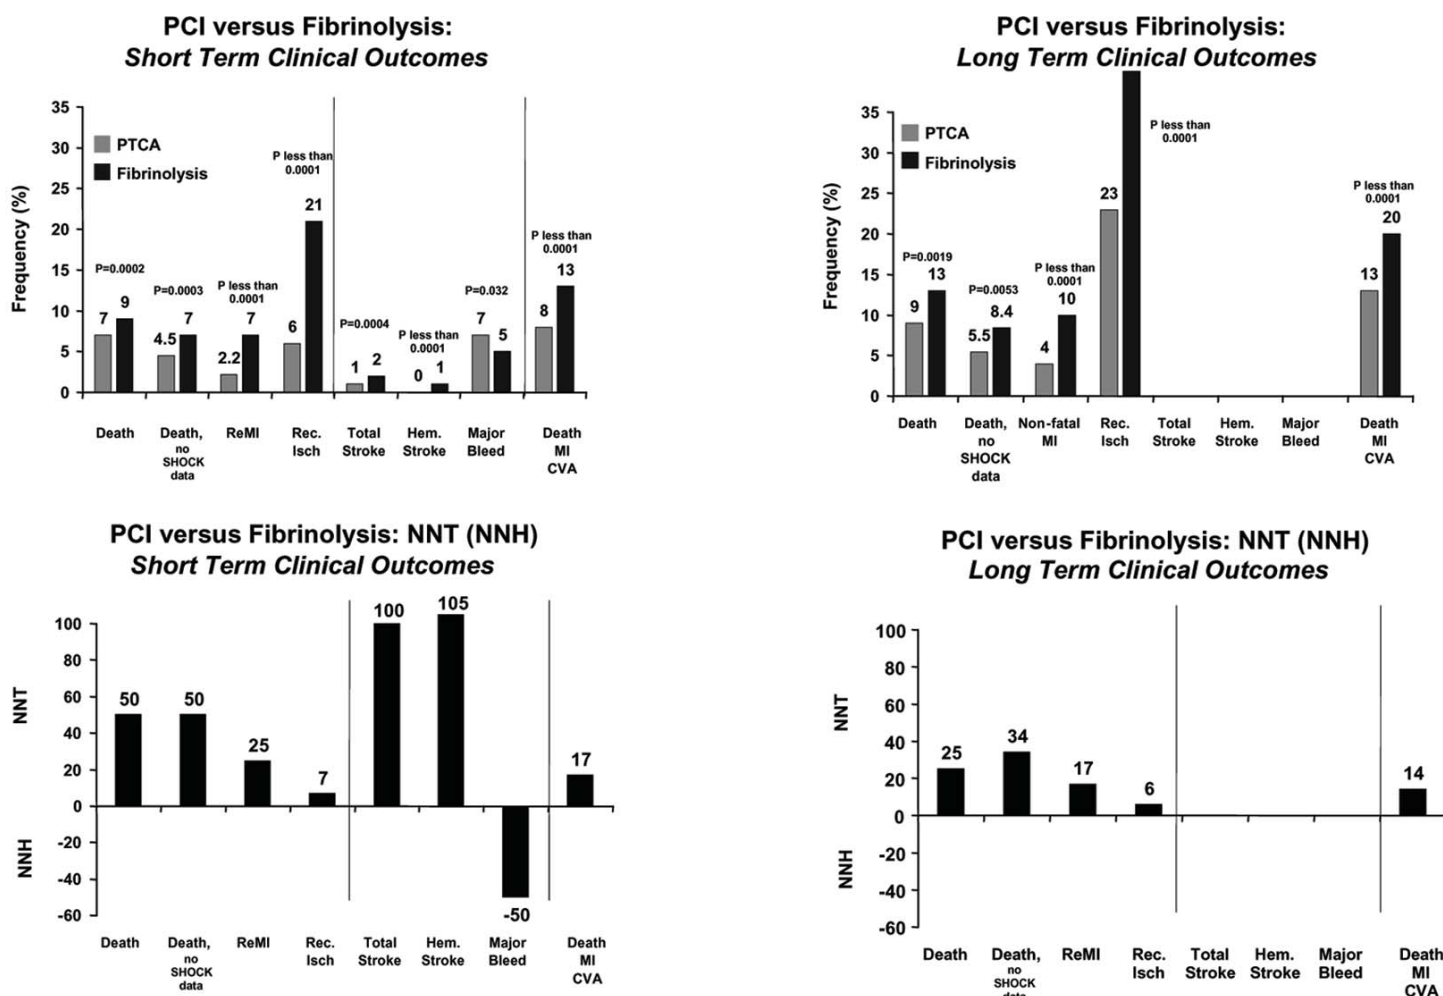 PCI versus Fibrinolysis:
Short Term Clinical Outcomes
35
30
25
20
15
10
5
0
Frequency (%)
PTCA
Fibrinolysis
P=0.0002
7
9
P=0.0003
4.5
7
P less than
0.0001
2.2
7
P less than
0.0001
6
21
P=0.0004
1
2
P less than
0.0001
0
1
P=0.032
7
5
P less than
0.0001
8
13
Death
Death,
no
SHOCK
data
ReMI
Rec.
Isch
Total
Stroke
Hem.
Stroke
Major
Bleed
Death
MI
CVA
PCI versus Fibrinolysis:
Long Term Clinical Outcomes
35
30
25
20
15
10
5
0
Frequency (%)
PTCA
Fibrinolysis
P=0.0019
9
13
P=0.0053
5.5
8.4
P less than
0.0001
4
10
23
P less than
0.0001
P less than
0.0001
13
20
Death
Death,
no
SHOCK
data
Non-fatal
MI
Rec.
Isch
Total
Stroke
Hem.
Stroke
Major
Bleed
Death
MI
CVA
PCI versus Fibrinolysis: NNT (NNH)
Short Term Clinical Outcomes
100
80
60
40
20
0
-20
-40
-60
NNT
NNH
50
50
25
7
100
105
-50
17
Death
Death,
no
SHOCK
data
ReMI
Rec.
Isch
Total
Stroke
Hem.
Stroke
Major
Bleed
Death
MI
CVA
PCI versus Fibrinolysis: NNT (NNH)
Long Term Clinical Outcomes
100
80
60
40
20
0
-20
-40
-60
NNT
NNH
25
34
17
6
14
Death
Death,
no
SHOCK
data
ReMI
Rec.
Isch
Total
Stroke
Hem.
Stroke
Major
Bleed
Death
MI
CVA